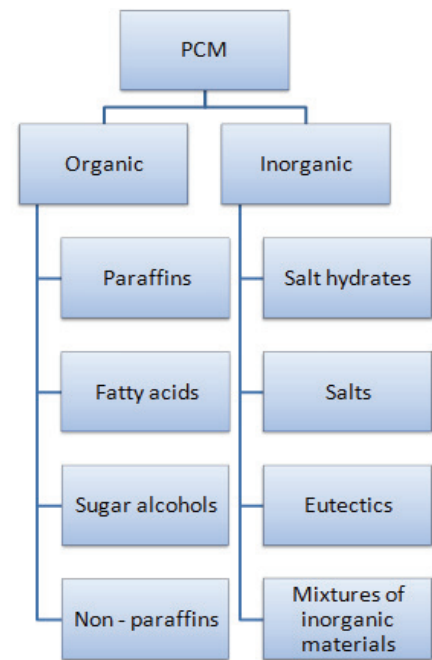 PCM
Organic
Inorganic
Paraffins
Salt hydrates
Fatty acids
Salts
Sugar alcohols
Eutectics
Non - paraffins
Mixtures of
inorganic
materials